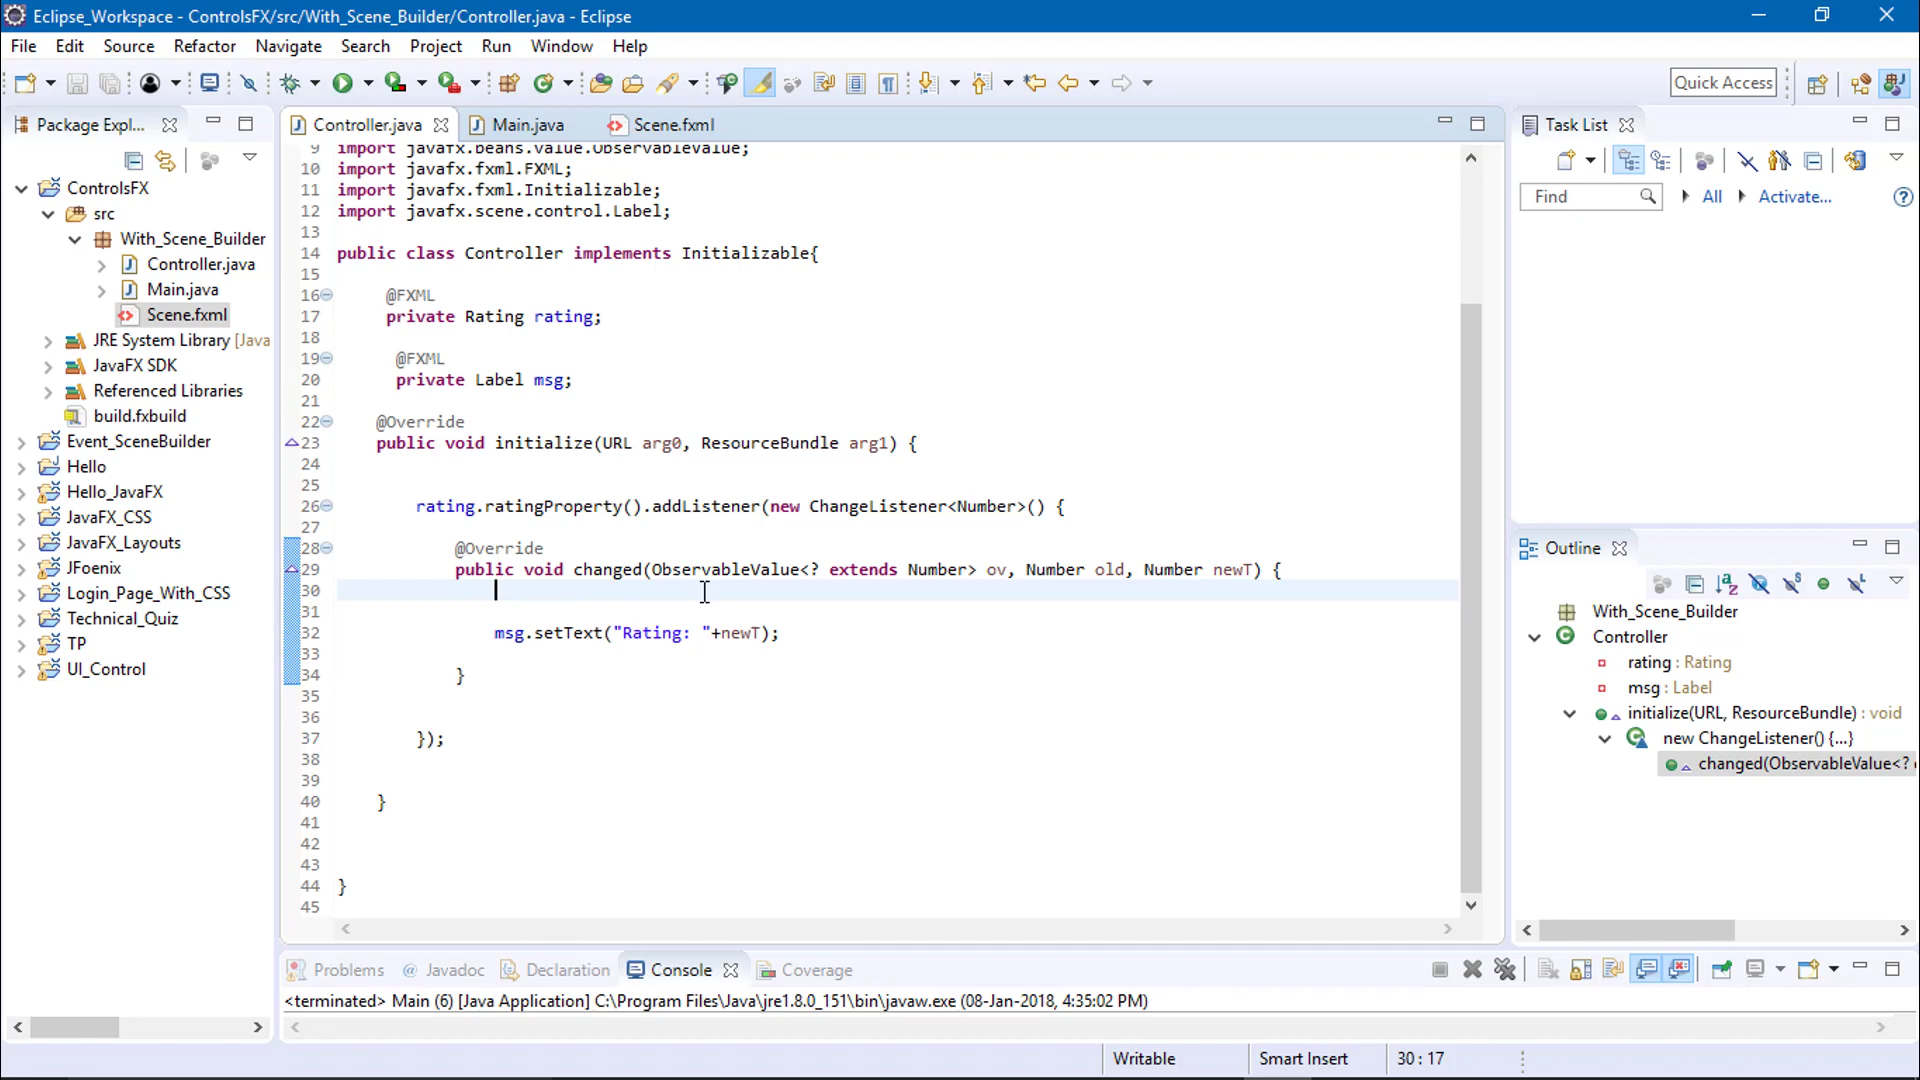 Eclipse_Workspace - ControlsFX/src/With_Scene_Builder/Controller.java - Eclipse
File Edit Source Refactor Navigate Search Project Run Window Help
Quick Access
Package Expl...
ControlsFX
src
With_Scene_Builder
Controller.java
Main.java
Scene.fxml
JRE System Library [Java
JavaFX SDK
Referenced Libraries
build.fxbuild
Event_SceneBuilder
Hello
Hello_JavaFX
JavaFX_CSS
JavaFX_Layouts
JFoenix
Login_Page_With_CSS
Technical_Quiz
TP
UI_Control
Controller.java Main.java Scene.fxml
9 import javafx.beans.value.ObservableValue;
10 import javafx.fxml.FXML;
11 import javafx.fxml.Initializable;
12 import javafx.scene.control.Label;
13
14 public class Controller implements Initializable{
15
16 @FXML
17 private Rating rating;
18
19 @FXML
20 private Label msg;
21
22 @Override
23 public void initialize(URL arg0, ResourceBundle arg1) {
24
25
26 rating.ratingProperty().addListener(new ChangeListener<Number>() {
27
28 @Override
29 public void changed(ObservableValue<? extends Number> ov, Number old, Number newT) {
30
31
32 msg.setText("Rating: "+newT);
33
34 }
35
36
37 });
38
39
40 }
41
42
43
44 }
45
Task List
Find All Activate...
Outline
With_Scene_Builder
Controller
rating : Rating
msg : Label
initialize(URL, ResourceBundle) : void
new ChangeListener() {...}
changed(ObservableValue<?
Problems @ Javadoc Declaration Console Coverage
<terminated> Main (6) [Java Application] C:\Program Files\Java\jre1.8.0_151\bin\javaw.exe (08-Jan-2018, 4:35:02 PM)
Writable Smart Insert 30 : 17